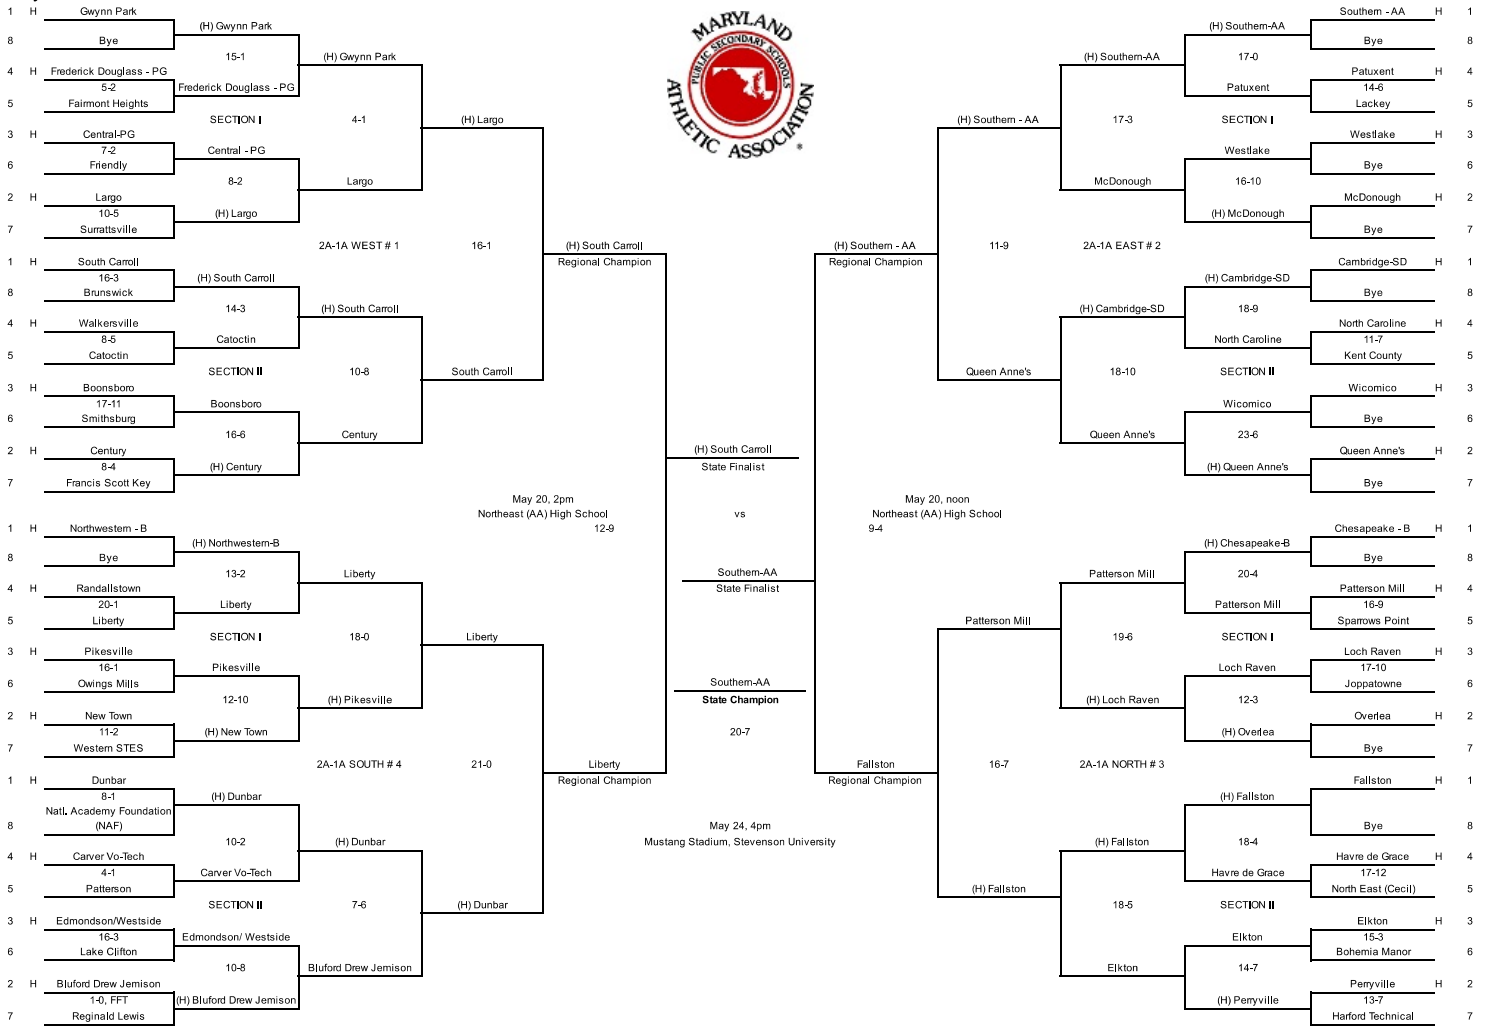 1 H Gwynn Park
(H) Gwynn Park
8 Bye
15-1
(H) Gwynn Park
4 H Frederick Douglass - PG
5-2
Frederick Douglass - PG
5 Fairmont Heights
SECTION I
4-1
(H) Largo
3 H Central-PG
7-2
Central - PG
6 Friendly
8-2
Largo
2 H Largo
10-5
(H) Largo
7 Surrattsville
2A-1A WEST # 1
16-1
(H) South Carroll
Regional Champion
1 H South Carroll
16-3
(H) South Carroll
8 Brunswick
14-3
(H) South Carroll
4 H Walkersville
8-5
Catoctin
5 Catoctin
SECTION II
10-8
South Carroll
3 H Boonsboro
17-11
Boonsboro
6 Smithsburg
16-6
Century
2 H Century
8-4
(H) Century
7 Francis Scott Key
(H) South Carroll
State Finalist
May 20, 2pm
Northeast (AA) High School
12-9
vs
1 H Northwestern - B
(H) Northwestern-B
8 Bye
13-2
Liberty
4 H Randallstown
20-1
Liberty
5 Liberty
SECTION I
18-0
Liberty
3 H Pikesville
16-1
Pikesville
6 Owings Mills
12-10
(H) Pikesville
2 H New Town
11-2
(H) New Town
7 Western STES
2A-1A SOUTH # 4
21-0
Liberty
Regional Champion
1 H Dunbar
8-1
(H) Dunbar
Natl. Academy Foundation
8 (NAF)
10-2
(H) Dunbar
4 H Carver Vo-Tech
4-1
Carver Vo-Tech
5 Patterson
SECTION II
7-6
(H) Dunbar
3 H Edmondson/Westside
16-3
Edmondson/ Westside
6 Lake Clifton
10-8
Bluford Drew Jemison
2 H Bluford Drew Jemison
1-0, FFT
(H) Bluford Drew Jemison
7 Reginald Lewis
MARYLAND
PUBLIC SECONDARY SCHOOLS
ATHLETIC ASSOCIATION
®
Southern-AA
State Finalist
Southern-AA
State Champion
20-7
May 24, 4pm
Mustang Stadium, Stevenson University
Southern - AA H 1
(H) Southern-AA
Bye 8
17-0
(H) Southern-AA
Patuxent H 4
14-6
Patuxent
Lackey 5
SECTION I
17-3
(H) Southern - AA
Westlake H 3
Westlake
Bye 6
16-10
McDonough
McDonough H 2
(H) McDonough
Bye 7
2A-1A EAST # 2
11-9
(H) Southern - AA
Regional Champion
Cambridge-SD H 1
(H) Cambridge-SD
Bye 8
18-9
(H) Cambridge-SD
North Caroline H 4
11-7
North Caroline
Kent County 5
SECTION II
18-10
Queen Anne's
Wicomico H 3
Wicomico
Bye 6
23-6
Queen Anne's
Queen Anne's H 2
(H) Queen Anne's
Bye 7
May 20, noon
Northeast (AA) High School
9-4
Chesapeake - B H 1
(H) Chesapeake-B
Bye 8
20-4
Patterson Mill
Patterson Mill H 4
16-9
Patterson Mill
Sparrows Point 5
SECTION I
19-6
Patterson Mill
Loch Raven H 3
17-10
Loch Raven
Joppatowne 6
12-3
(H) Loch Raven
Overlea H 2
(H) Overlea
Bye 7
2A-1A NORTH # 3
16-7
Fallston
Regional Champion
Fallston H 1
(H) Fallston
Bye 8
18-4
(H) Fallston
Havre de Grace H 4
17-12
Havre de Grace
North East (Cecil) 5
SECTION II
18-5
(H) Fallston
Elkton H 3
15-3
Elkton
Bohemia Manor 6
14-7
Elkton
Perryville H 2
13-7
(H) Perryville
Harford Technical 7